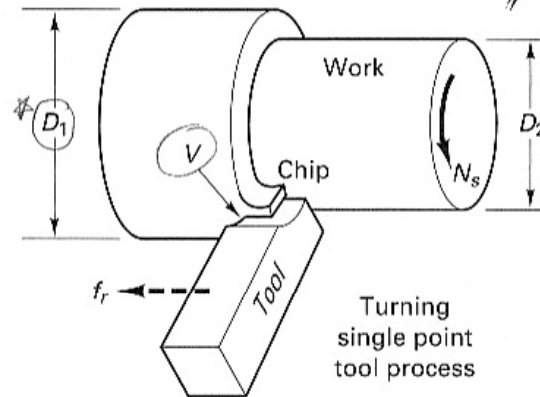 Work
D₁
D₂
V
Chip
Nₛ
fᵣ
Tool
Turning
single point
tool process